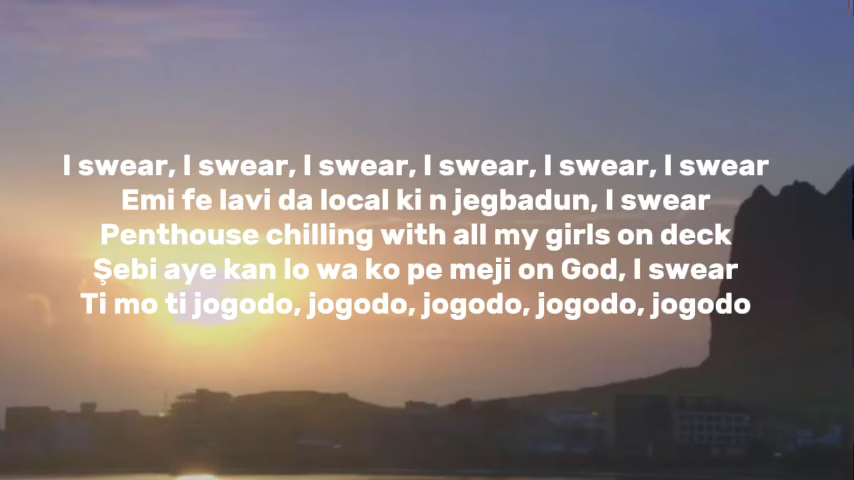 I swear, I swear, I swear, I swear, I swear, I swear
Emi fe lavi da local ki n jegbadun, I swear
Penthouse chilling with all my girls on deck
Şebi aye kan lo wa ko pe meji on God, I swear
Ti mo ti jogodo, jogodo, jogodo, jogodo, jogodo